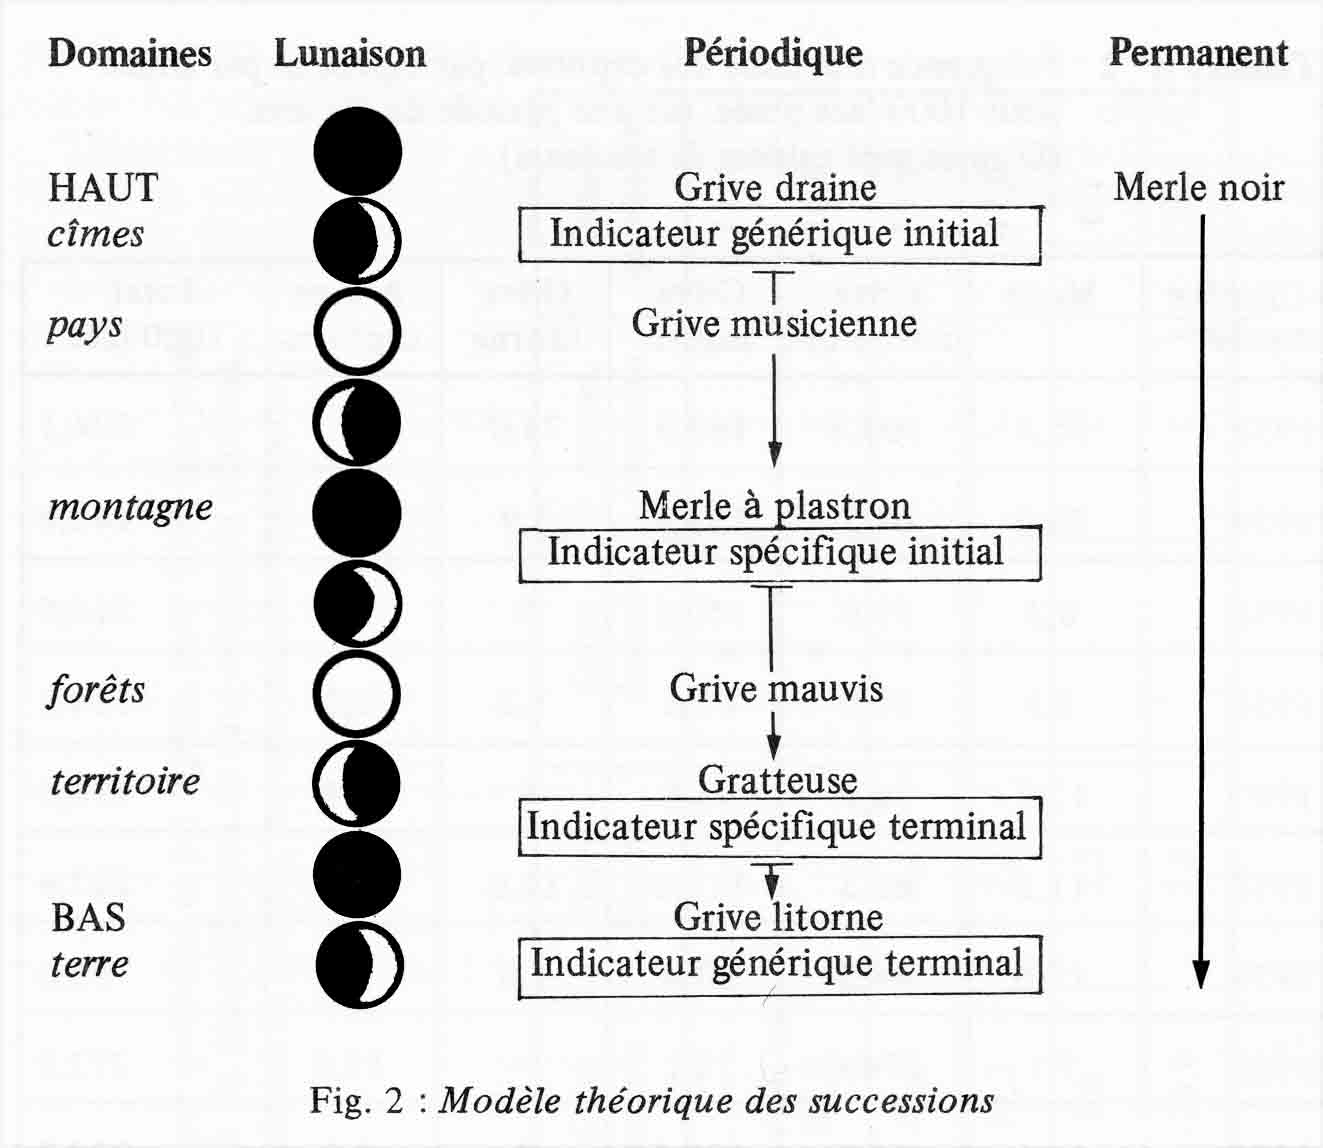 Domaines Lunaison Périodique Permanent
HAUT Grive draine Merle noir
cîmes Indicateur générique initial
pays Grive musicienne
montagne Merle à plastron
Indicateur spécifique initial
forêts Grive mauvis
territoire Gratteuse
Indicateur spécifique terminal
BAS Grive litorne
terre Indicateur générique terminal
Fig. 2 : Modèle théorique des successions